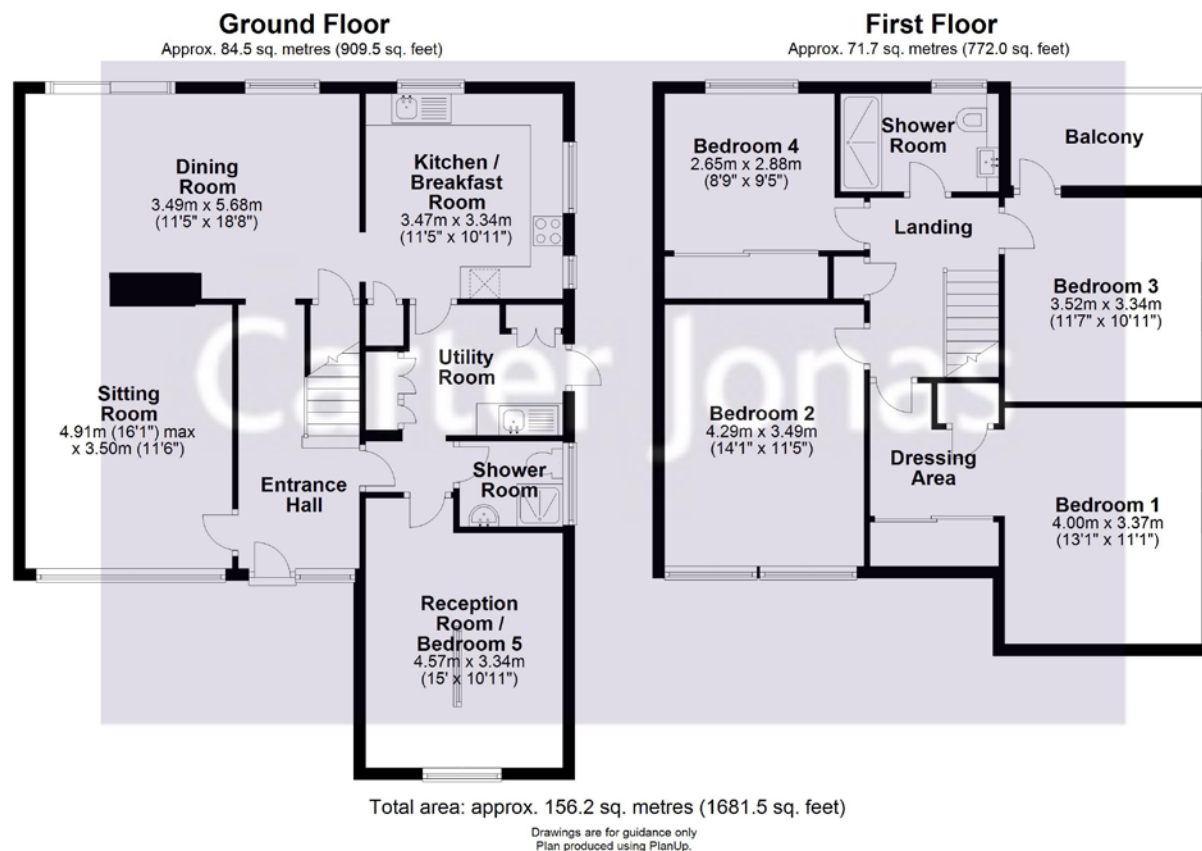 Ground Floor
Approx. 84.5 sq. metres (909.5 sq. feet)
Dining
Room
3.49m x 5.68m
(11'5" x 18'8")
Kitchen /
Breakfast
Room
3.47m x 3.34m
(11'5" x 10'11")
Sitting
Room
4.91m (16'1") max
x 3.50m (11'6")
Utility
Room
Entrance
Hall
Shower
Room
Reception
Room /
Bedroom 5
4.57m x 3.34m
(15' x 10'11")
First Floor
Approx. 71.7 sq. metres (772.0 sq. feet)
Bedroom 4
2.65m x 2.88m
(8'9" x 9'5")
Shower
Room
Balcony
Landing
Bedroom 3
3.52m x 3.34m
(11'7" x 10'11")
Bedroom 2
4.29m x 3.49m
(14'1" x 11'5")
Dressing
Area
Bedroom 1
4.00m x 3.37m
(13'1" x 11'1")
Carter Jonas
Total area: approx. 156.2 sq. metres (1681.5 sq. feet)
Drawings are for guidance only
Plan produced using PlanUp.